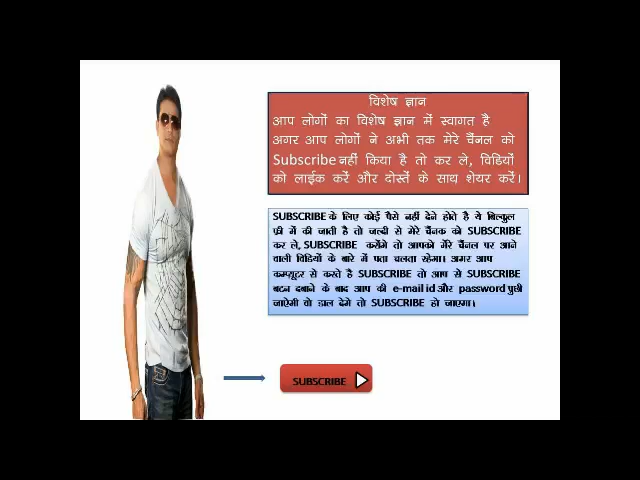 विशेष ज्ञान
आप लोगों का विशेष ज्ञान में स्वागत है
अगर आप लोगों ने अभी तक मेरे चैंनल को
Subscribe नहीं किया है तो कर ले, विडियों
को लाईक करें और दोस्तें के साथ शेयर करें।
SUBSCRIBE के लिए कोई पैसे नहीं देने होते है ये बिल्कुल
फ्री में की जाती है तो जल्दी से मेरे चैंनक को SUBSCRIBE
कर ले, SUBSCRIBE करोंगे तो आपको मेरे चैंनल पर आने
वाली विडियों के बारे में पता चलता रहेगा। अगर आप
कम्प्यूटर से करते है SUBSCRIBE तो आप से SUBSCRIBE
बटन दबाने के बाद आप की e-mail id और password पुछी
जाऐगी वो डाल देगे तो SUBSCRIBE हो जाएगा।
SUBSCRIBE